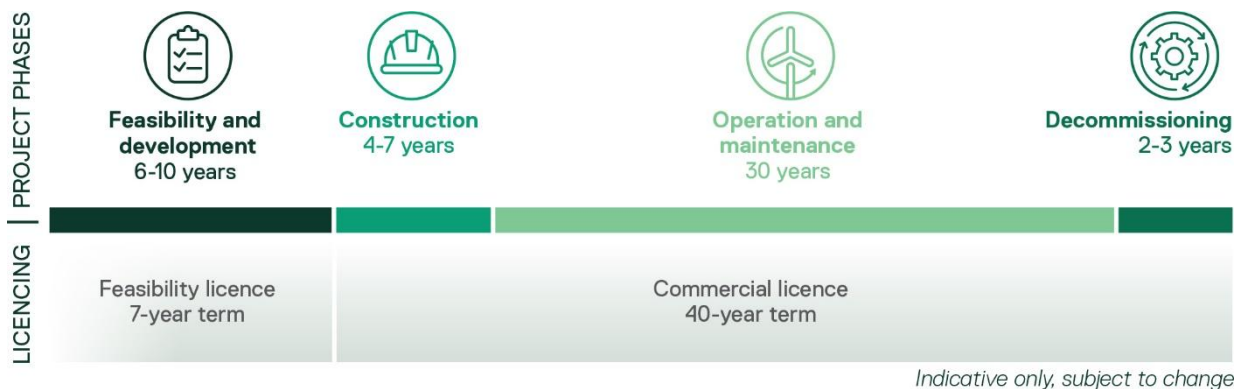 PROJECT PHASES
Feasibility and
development
6-10 years
Construction
4-7 years
Operation and
maintenance
30 years
Decommissioning
2-3 years
LICENCING
Feasibility licence
7-year term
Commercial licence
40-year term
Indicative only, subject to change